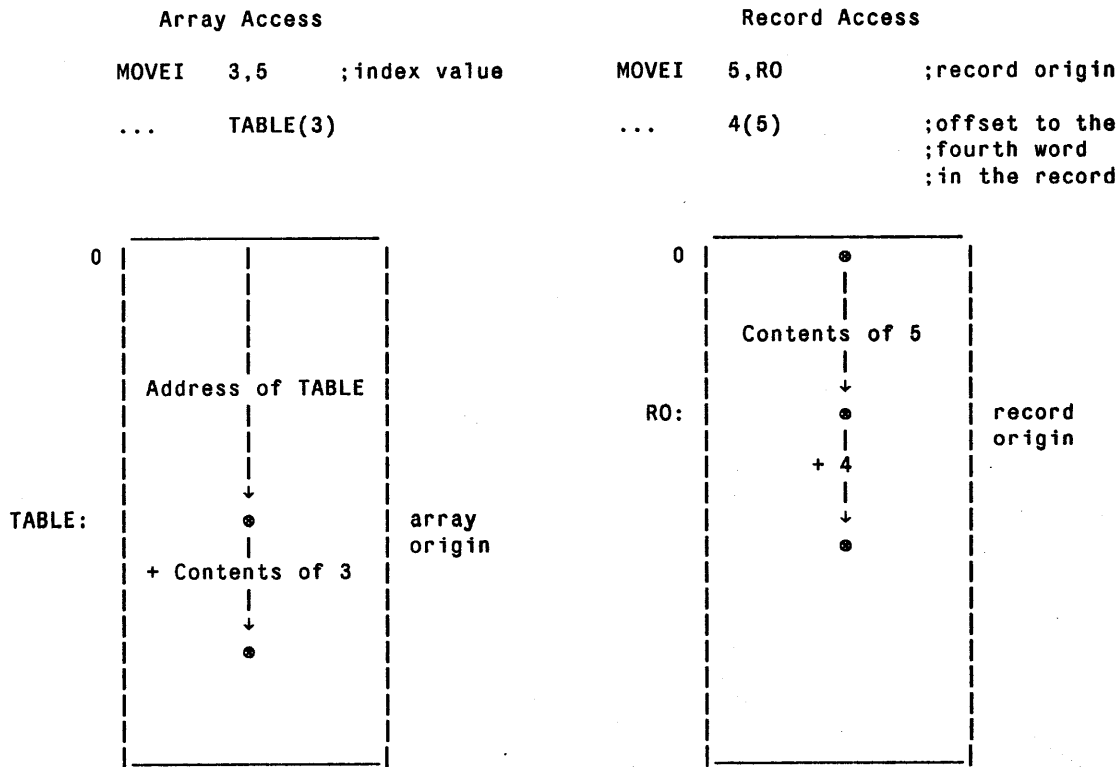 Array Access
MOVEI 3,5 ;index value
... TABLE(3)
0
Address of TABLE
TABLE:
array
origin
+ Contents of 3
Record Access
MOVEI 5,RO ;record origin
... 4(5) ;offset to the
;fourth word
;in the record
0
Contents of 5
RO:
record
origin
+ 4